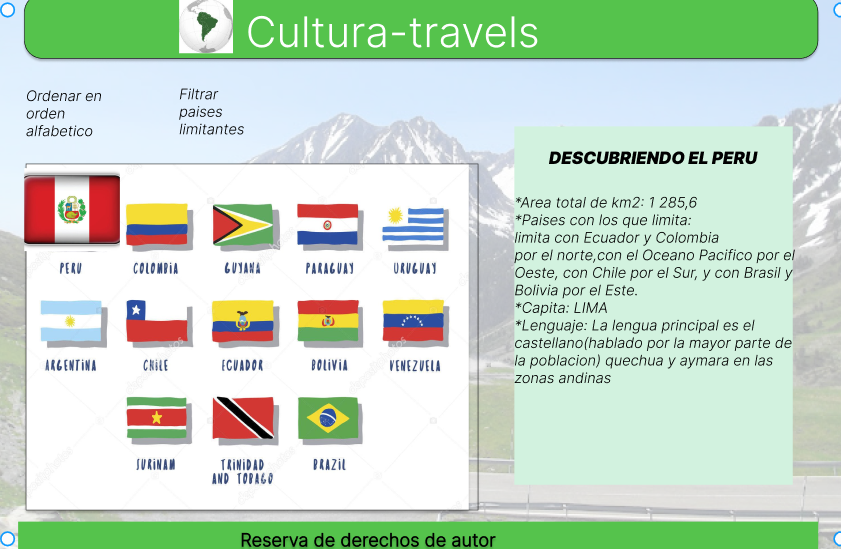 Cultura-travels
Ordenar en
orden
alfabetico
Filtrar
paises
limitantes
PERU
COLOMBiA
GUYANA
PARAGUAY
URUGUAY
ARGENTiNA
CHiLE
ECUADOR
BOLiViA
VENEZUELA
SURiNAM
TRiNiDAD
AND TOBAGO
BRAZiL
DESCUBRIENDO EL PERU
*Area total de km2: 1 285,6
*Paises con los que limita:
limita con Ecuador y Colombia
por el norte,con el Oceano Pacifico por el
Oeste, con Chile por el Sur, y con Brasil y
Bolivia por el Este.
*Capita: LIMA
*Lenguaje: La lengua principal es el
castellano(hablado por la mayor parte de
la poblacion) quechua y aymara en las
zonas andinas
Reserva de derechos de autor